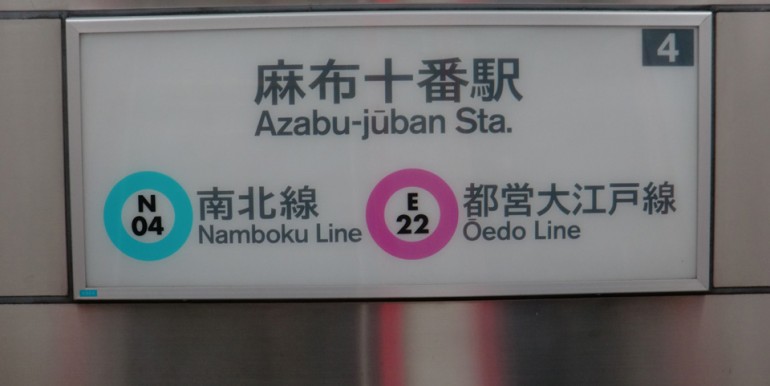 4
麻布十番駅
Azabu-jūban Sta.
N
04
南北線
Namboku Line
E
22
都営大江戸線
Ōedo Line